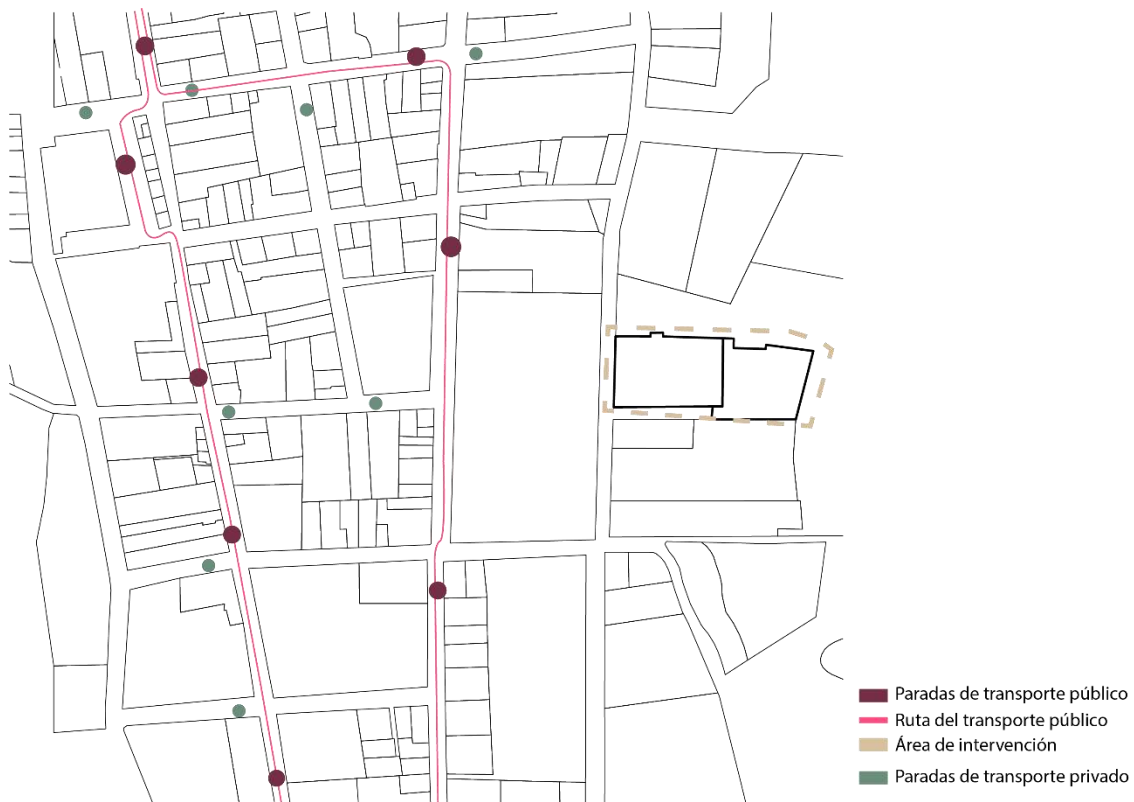 Paradas de transporte público
Ruta del transporte público
Área de intervención
Paradas de transporte privado